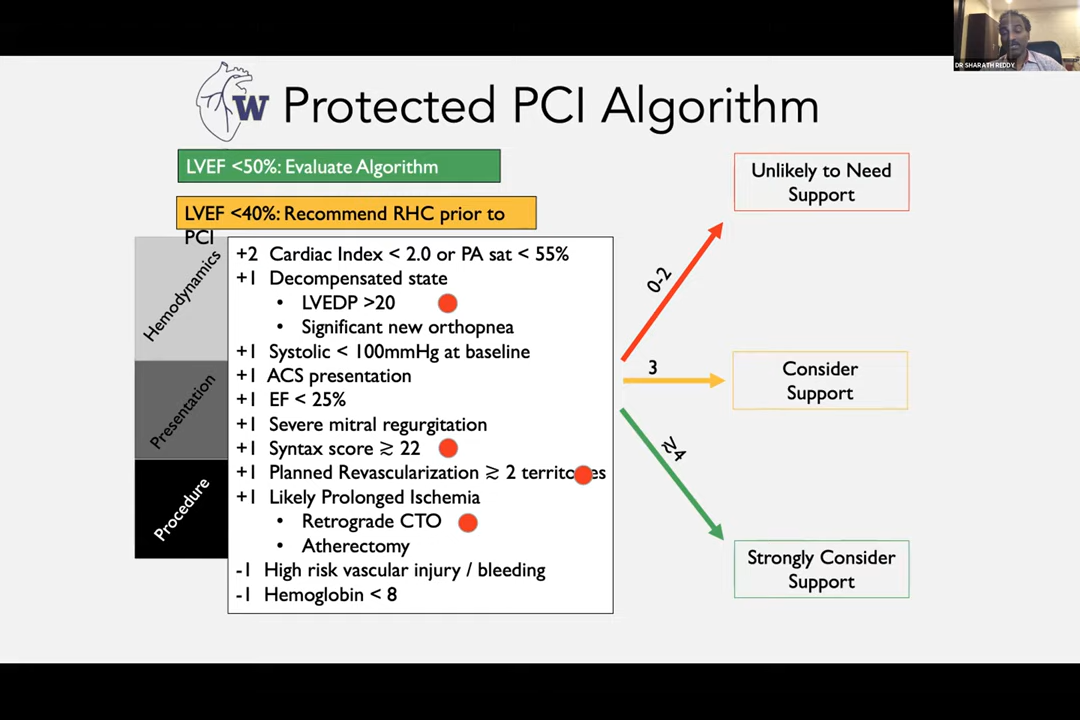 DR SHARATH REDDY
W Protected PCI Algorithm
LVEF <50%: Evaluate Algorithm
LVEF <40%: Recommend RHC prior to
PCI
Hemodynamics
Presentation
Procedure
+2 Cardiac Index < 2.0 or PA sat < 55%
+1 Decompensated state
• LVEDP >20
• Significant new orthopnea
+1 Systolic < 100mmHg at baseline
+1 ACS presentation
+1 EF < 25%
+1 Severe mitral regurgitation
+1 Syntax score ≳ 22
+1 Planned Revascularization ≳ 2
+1 Likely Prolonged Ischemia
• Retrograde CTO
• Atherectomy
-1 High risk vascular injury / bleeding
-1 Hemoglobin < 8
0-2
3
≳4
Unlikely to Need
Support
Consider
Support
Strongly Consider
Support